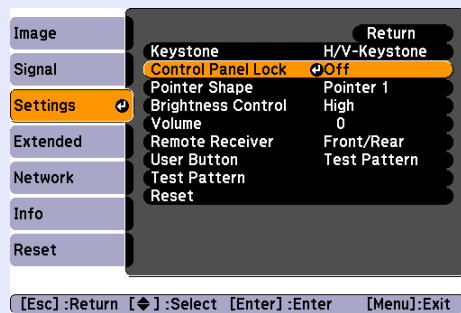 Image
Signal
Settings
Extended
Network
Info
Reset
Return
Keystone H/V-Keystone
Control Panel Lock Off
Pointer Shape Pointer 1
Brightness Control High
Volume 0
Remote Receiver Front/Rear
User Button Test Pattern
Test Pattern
Reset
[Esc] :Return [◆] :Select [Enter] :Enter [Menu] :Exit